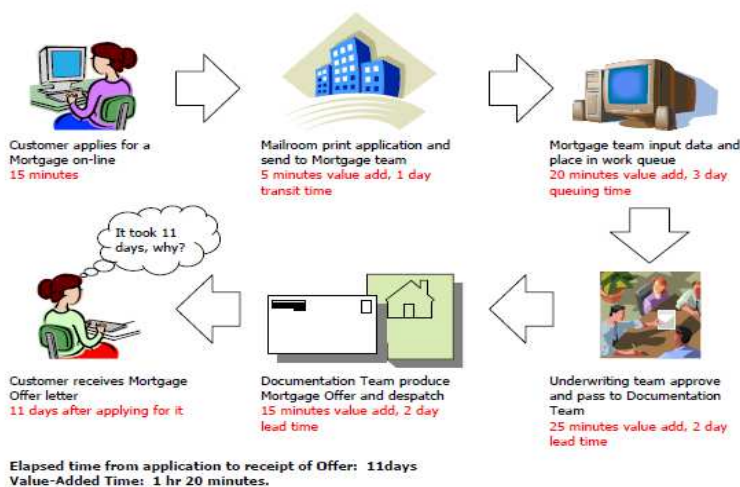 Customer applies for a
Mortgage on-line
15 minutes
Mailroom print application and
send to Mortgage team
5 minutes value add, 1 day
transit time
Mortgage team input data and
place in work queue
20 minutes value add, 3 day
queuing time
It took 11
days, why?
Customer receives Mortgage
Offer letter
11 days after applying for it
Documentation Team produce
Mortgage Offer and despatch
15 minutes value add, 2 day
lead time
Underwriting team approve
and pass to Documentation
Team
25 minutes value add, 2 day
lead time
Elapsed time from application to receipt of Offer: 11days
Value-Added Time: 1 hr 20 minutes.